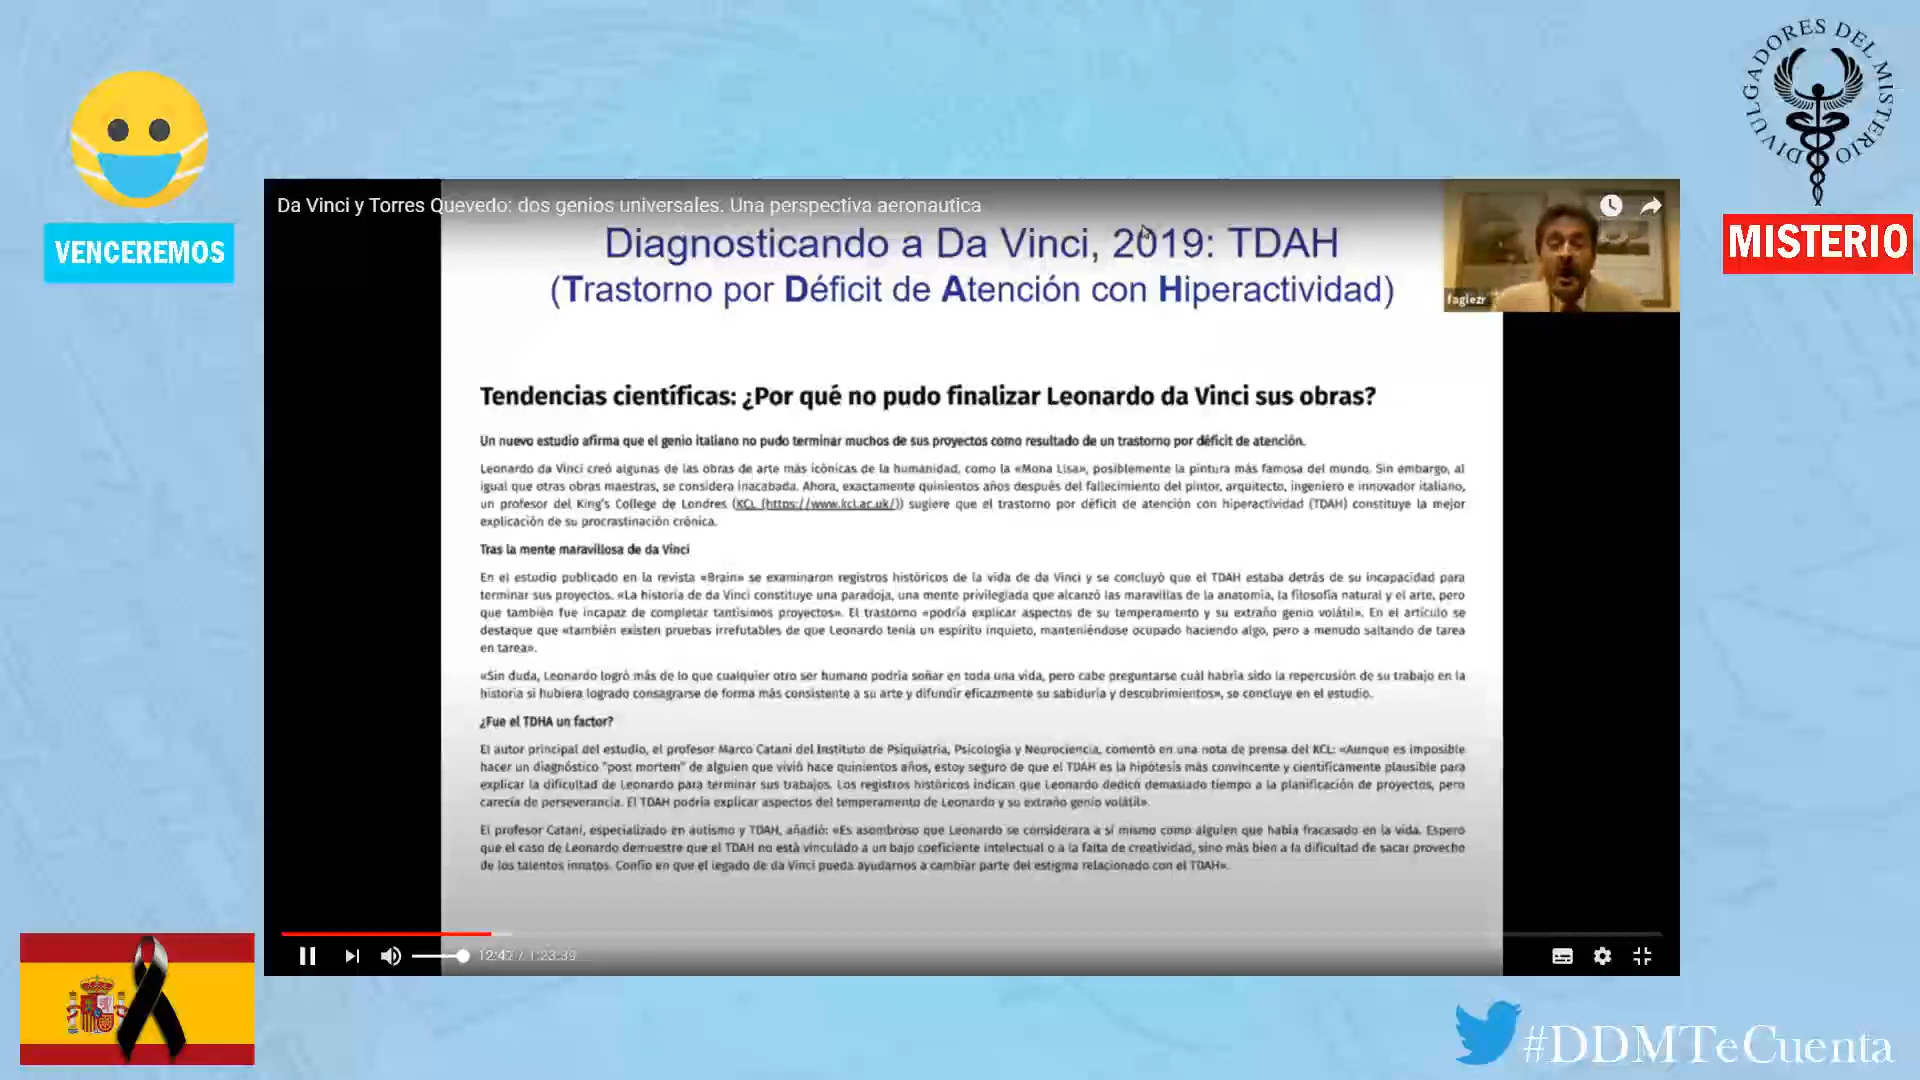 DIVULGADORES DEL MISTERIO
VENCEREMOS
MISTERIO
Da Vinci y Torres Quevedo: dos genios universales. Una perspectiva aeronautica
Diagnosticando a Da Vinci, 2019: TDAH
(Trastorno por Déficit de Atención con Hiperactividad)
faglezr
Tendencias científicas: ¿Por qué no pudo finalizar Leonardo da Vinci sus obras?
Un nuevo estudio afirma que el genio italiano no pudo terminar muchos de sus proyectos como resultado de un trastorno por déficit de atención.
Leonardo da Vinci creó algunas de las obras de arte más icónicas de la humanidad, como la «Mona Lisa», posiblemente la pintura más famosa del mundo. Sin embargo, al
igual que otras obras maestras, se considera inacabada. Ahora, exactamente quinientos años después del fallecimiento del pintor, arquitecto, ingeniero e innovador italiano,
un profesor del King's College de Londres (KCL (https://www.kcl.ac.uk/)) sugiere que el trastorno por déficit de atención con hiperactividad (TDAH) constituye la mejor
explicación de su procrastinación crónica.
Tras la mente maravillosa de da Vinci
En el estudio publicado en la revista «Brain» se examinaron registros históricos de la vida de da Vinci y se concluyó que el TDAH estaba detrás de su incapacidad para
terminar sus proyectos. «La historia de da Vinci constituye una paradoja, una mente privilegiada que alcanzó las maravillas de la anatomía, la filosofía natural y el arte, pero
que también fue incapaz de completar tantísimos proyectos». El trastorno «podría explicar aspectos de su temperamento y su extraño genio volátil». En el artículo se
destaque que «también existen pruebas irrefutables de que Leonardo tenía un espíritu inquieto, manteniéndose ocupado haciendo algo, pero a menudo saltando de tarea
en tarea».
«Sin duda, Leonardo logró más de lo que cualquier otro ser humano podría soñar en toda una vida, pero cabe preguntarse cuál habría sido la repercusión de su trabajo en la
historia si hubiera logrado consagrarse de forma más consistente a su arte y difundir eficazmente su sabiduría y descubrimientos», se concluye en el estudio.
¿Fue el TDHA un factor?
El autor principal del estudio, el profesor Marco Catani del Instituto de Psiquiatría, Psicología y Neurociencia, comentó en una nota de prensa del KCL: «Aunque es imposible
hacer un diagnóstico "post mortem" de alguien que vivió hace quinientos años, estoy seguro de que el TDAH es la hipótesis más convincente y científicamente plausible para
explicar la dificultad de Leonardo para terminar sus trabajos. Los registros históricos indican que Leonardo dedicó demasiado tiempo a la planificación de proyectos, pero
carecía de perseverancia. El TDAH podría explicar aspectos del temperamento de Leonardo y su extraño genio volátil».
El profesor Catani, especializado en autismo y TDAH, añadió: «Es asombroso que Leonardo se considerara a sí mismo como alguien que había fracasado en la vida. Espero
que el caso de Leonardo demuestre que el TDAH no está vinculado a un bajo coeficiente intelectual o a la falta de creatividad, sino más bien a la dificultad de sacar provecho
de los talentos innatos. Confío en que el legado de da Vinci pueda ayudarnos a cambiar parte del estigma relacionado con el TDAH».
12:42 / 1:23:39
#DDMTeCuenta